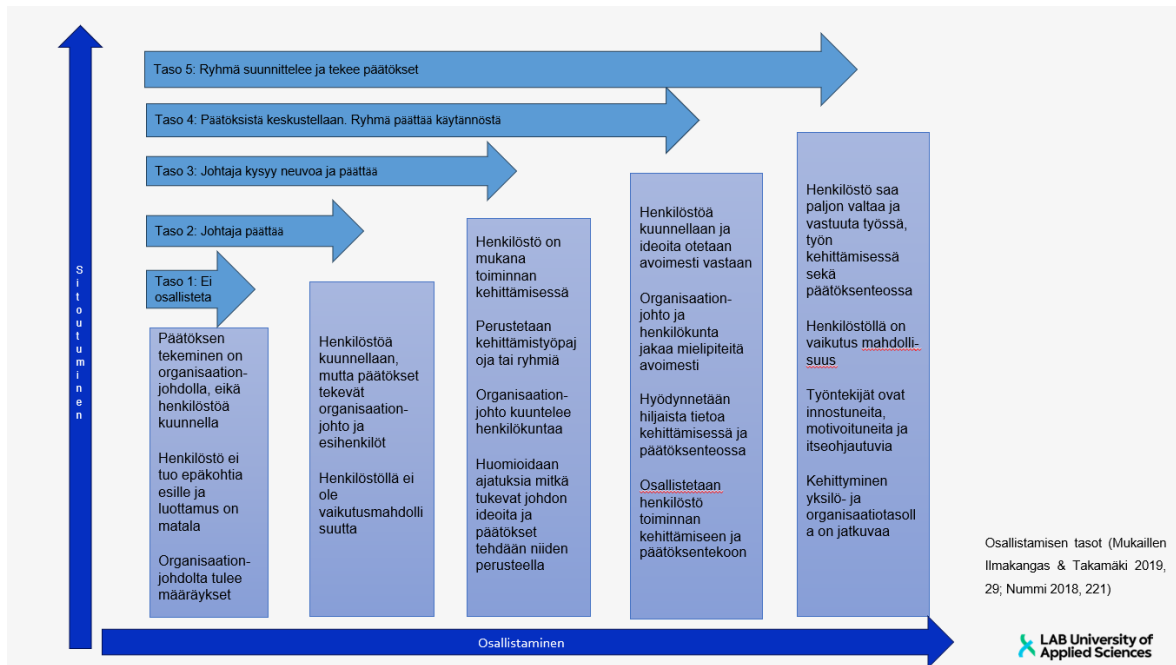 Taso 5: Ryhmä suunnittelee ja tekee päätökset
Taso 4: Päätöksistä keskustellaan. Ryhmä päättää käytännöstä
Taso 3: Johtaja kysyy neuvoa ja päättää
Taso 2: Johtaja päättää
Taso 1: Ei
osallisteta
Sitoutuminen
Päätöksen
tekeminen on
organisaation-
johdolla, eikä
henkilöstöä
kuunnella
Henkilöstö ei
tuo epäkohtia
esille ja
luottamus on
matala
Organisaation-
johdolta tulee
määräykset
Henkilöstöä
kuunnellaan,
mutta päätökset
tekevät
organisaation-
johto ja
esihenkilöt
Henkilöstöllä ei
ole
vaikutusmahdolli
suutta
Henkilöstö on
mukana
toiminnan
kehittämisessä
Perustetaan
kehittämistyöpaj
oja tai ryhmiä
Organisaation-
johto kuuntelee
henkilökuntaa
Huomioidaan
ajatuksia mitkä
tukevat johdon
ideoita ja
päätökset
tehdään niiden
perusteella
Henkilöstöä
kuunnellaan ja
ideoita otetaan
avoimesti vastaan
Organisaation-
johto ja
henkilökunta
jakaa mielipiteitä
avoimesti
Hyödynnetään
hiljaista tietoa
kehittämisessä ja
päätöksenteossa
Osallistetaan
henkilöstö
toiminnan
kehittämiseen ja
päätöksentekoon
Henkilöstö saa
paljon valtaa ja
vastuuta työssä,
työn
kehittämisessä
sekä
päätöksenteossa
Henkilöstöllä on
vaikutus mahdolli-
suus
Työntekijät ovat
innostuneita,
motivoituneita ja
itseohjautuvia
Kehittyminen
yksilö- ja
organisaatiotasoll
a on jatkuvaa
Osallistaminen
Osallistamisen tasot (Mukaillen
Ilmakangas & Takamäki 2019,
29; Nummi 2018, 221)
LAB University of
Applied Sciences